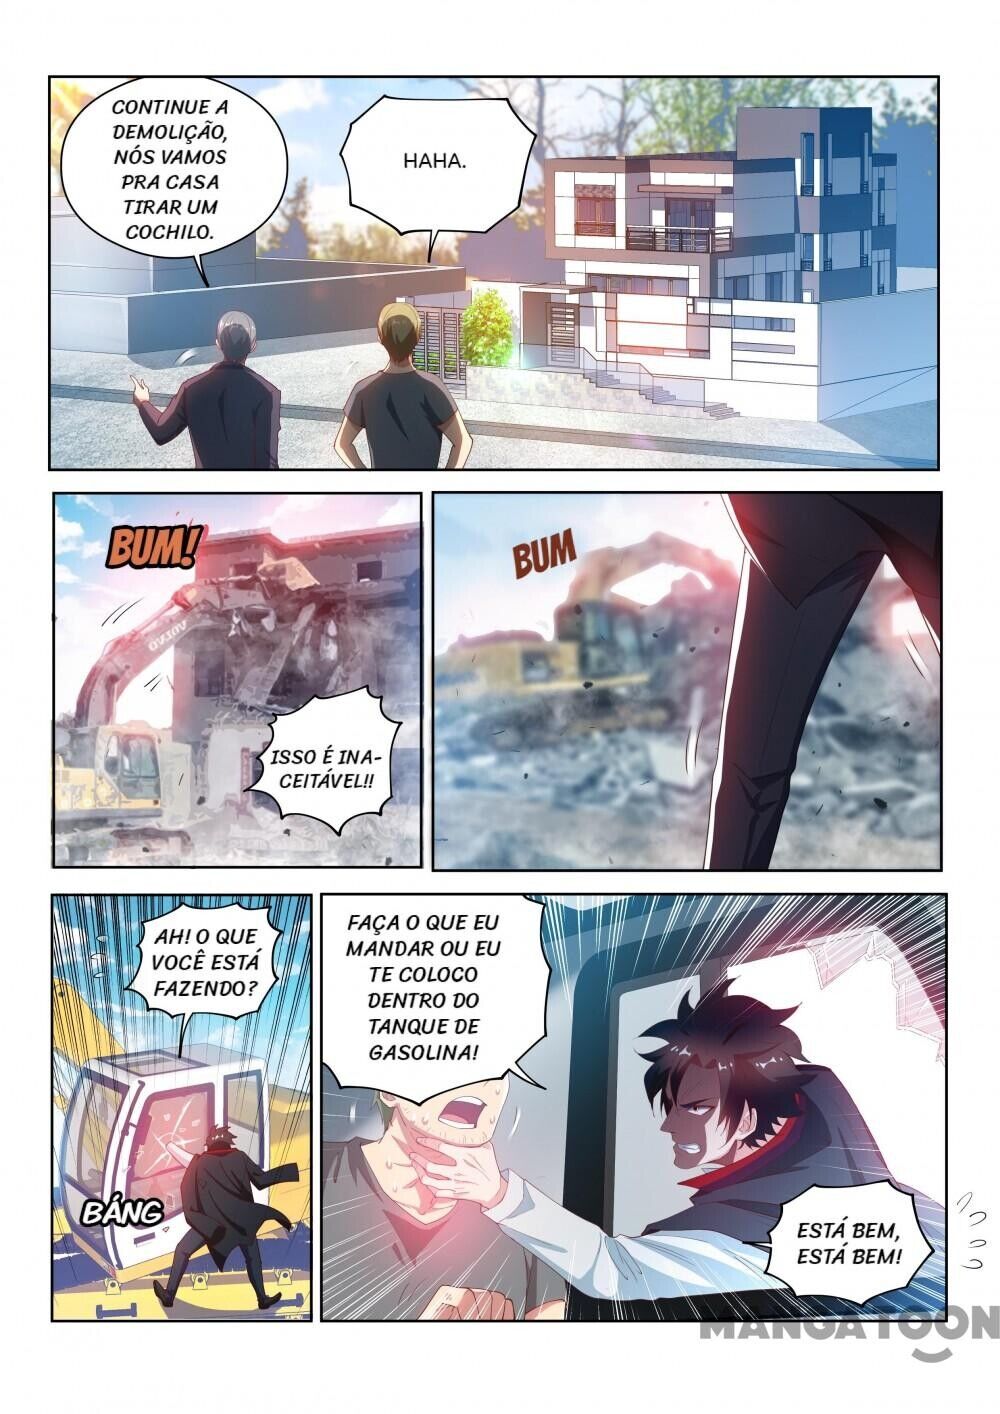 CONTINUE A
DEMOLIÇÃO,
NÓS VAMOS
PRA CASA
TIRAR UM
COCHILO.
HAHA.
BUM!
VOLVO
ISSO É INA-
CEITÁVEL!!
BUM
AH! O QUE
VOCÊ ESTÁ
FAZENDO?
BÁNG
FAÇA O QUE EU
MANDAR OU EU
TE COLOCO
DENTRO DO
TANQUE DE
GASOLINA!
ESTÁ BEM,
ESTÁ BEM!
MANGATOON